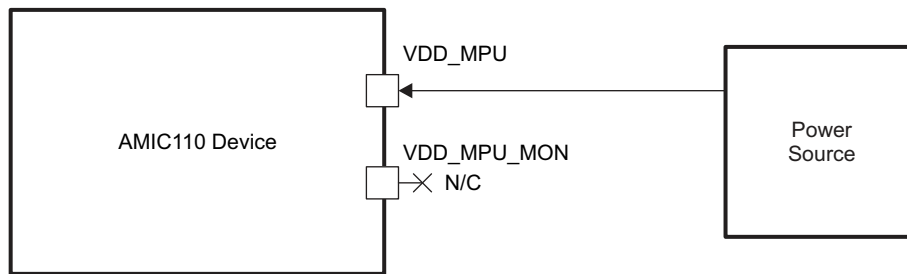 VDD_MPU
AMIC110 Device
Power
Source
VDD_MPU_MON
N/C